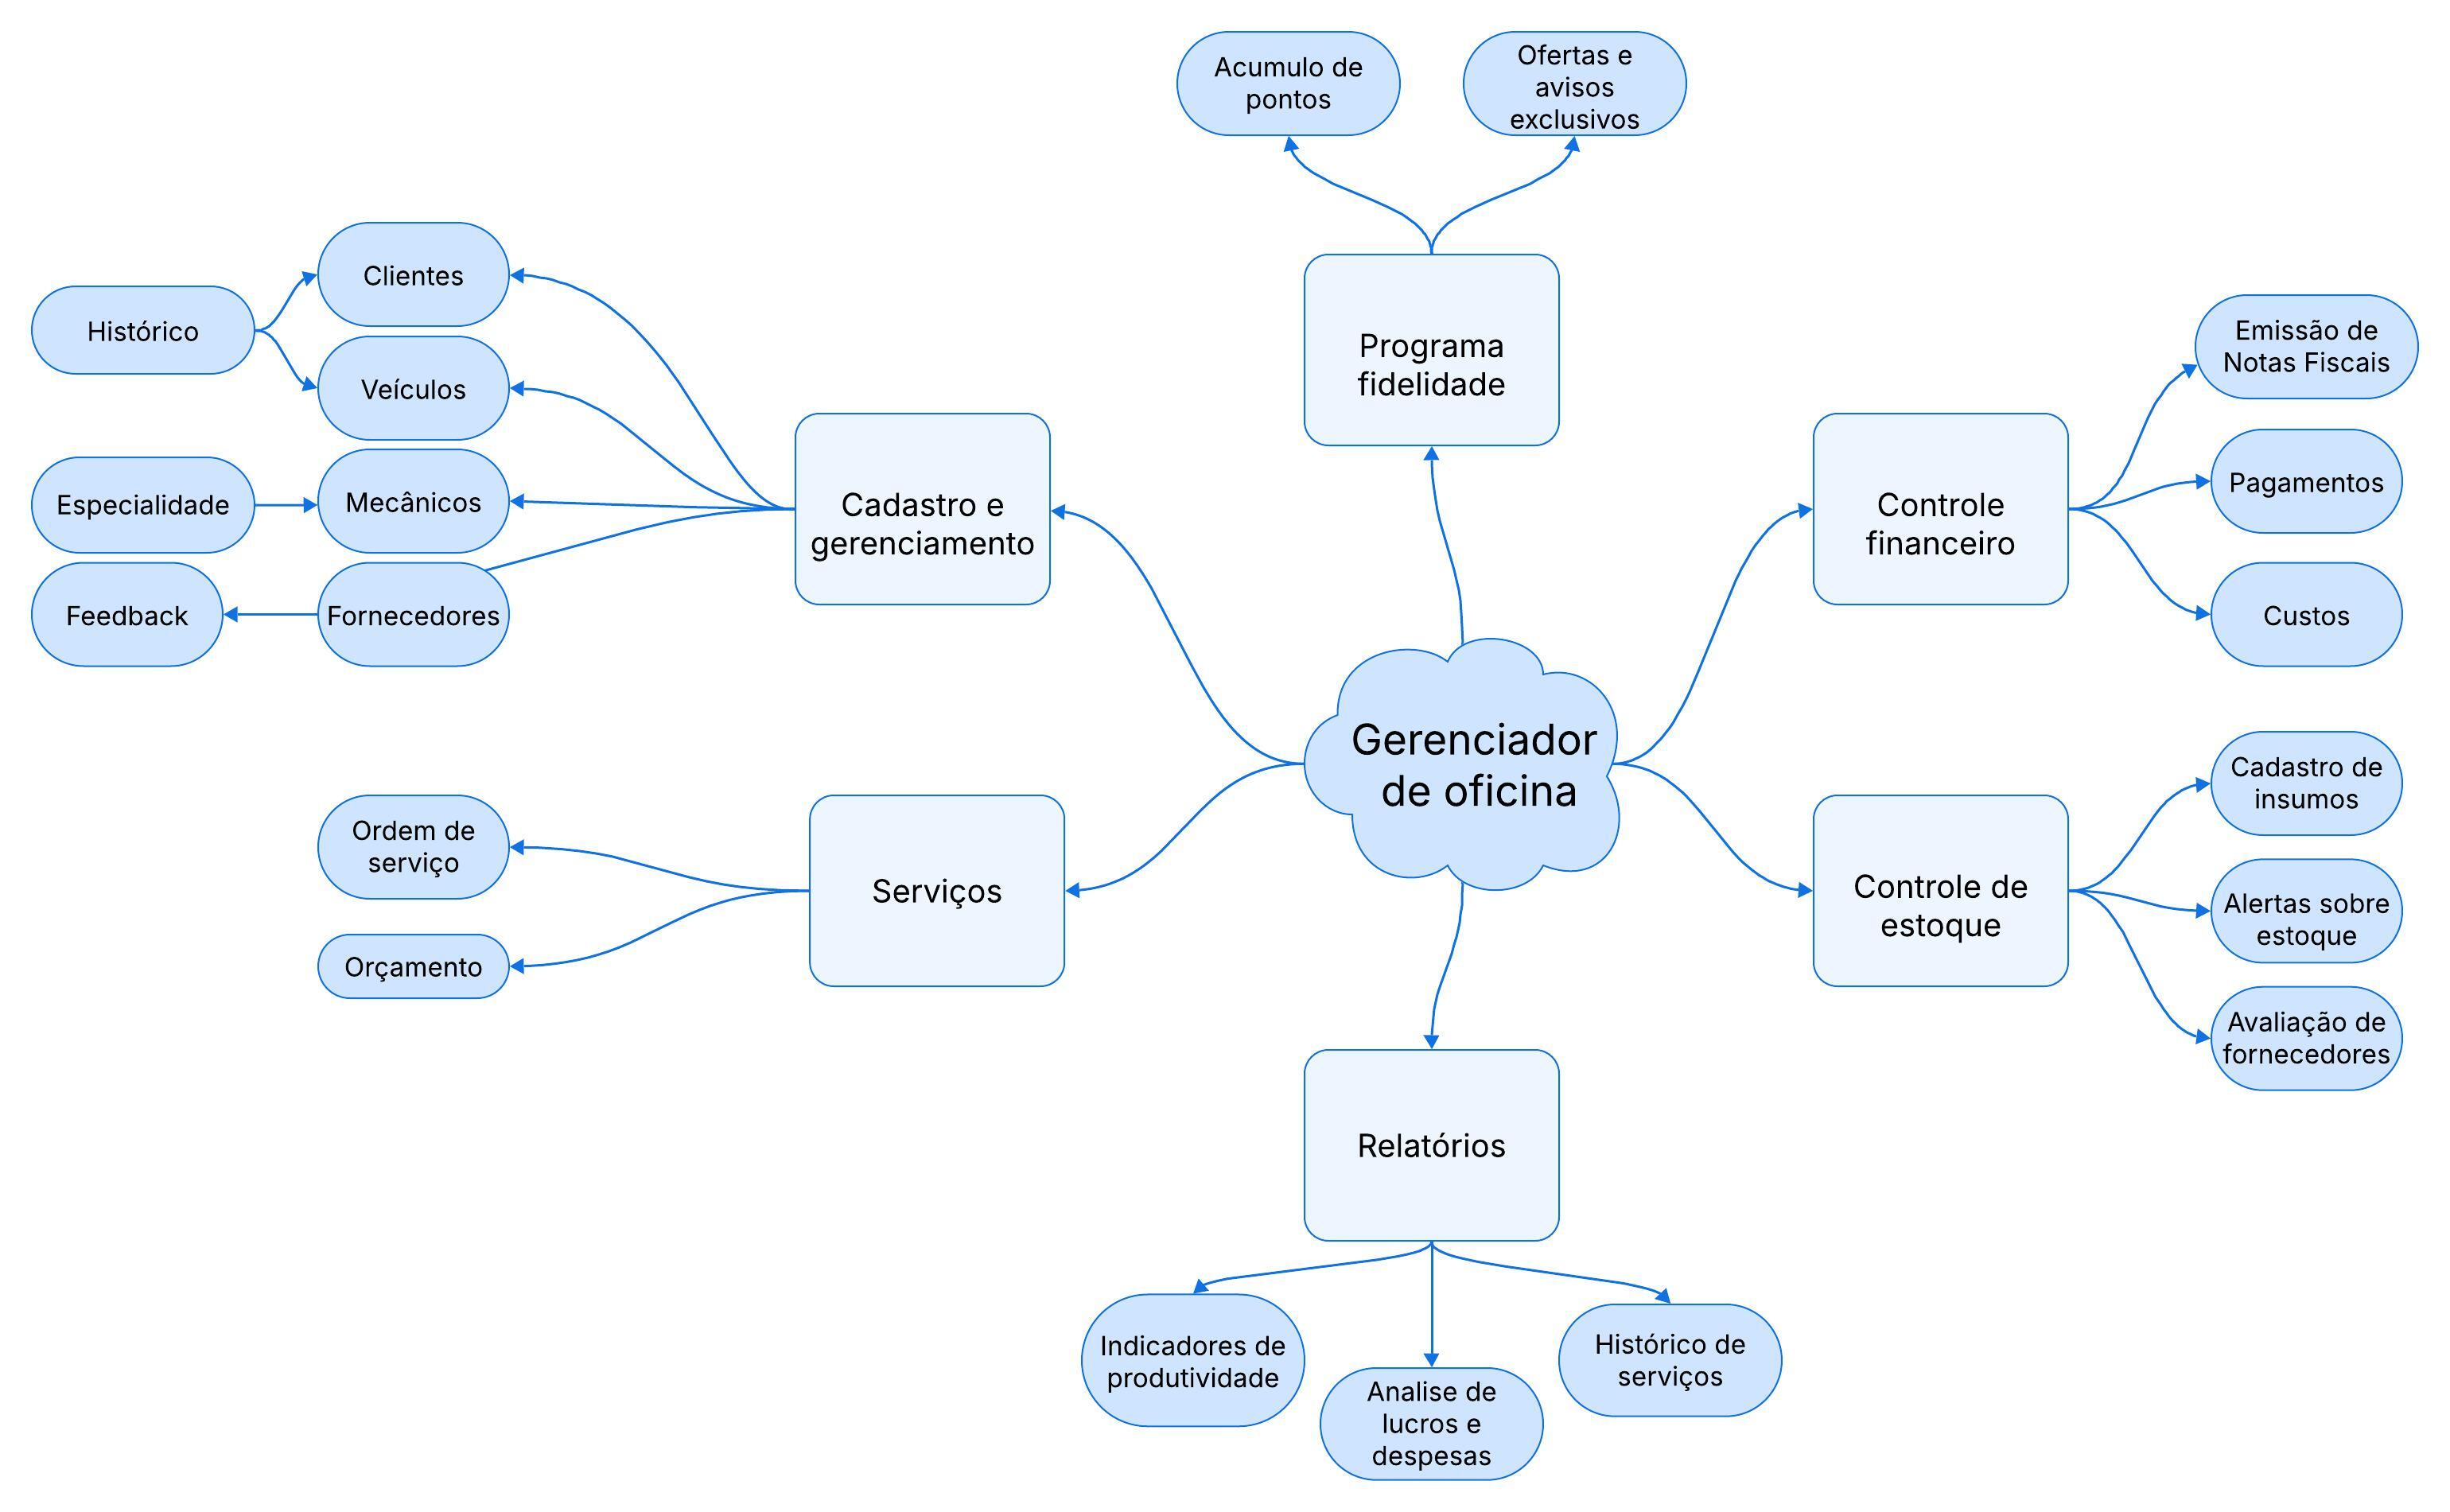 Acumulo de
pontos
Ofertas e
avisos
exclusivos
Programa
fidelidade
Clientes
Histórico
Veículos
Especialidade
Mecânicos
Feedback
Fornecedores
Cadastro e
gerenciamento
Controle
financeiro
Emissão de
Notas Fiscais
Pagamentos
Custos
Gerenciador
de oficina
Ordem de
serviço
Orçamento
Serviços
Controle de
estoque
Cadastro de
insumos
Alertas sobre
estoque
Avaliação de
fornecedores
Relatórios
Indicadores de
produtividade
Analise de
lucros e
despesas
Histórico de
serviços